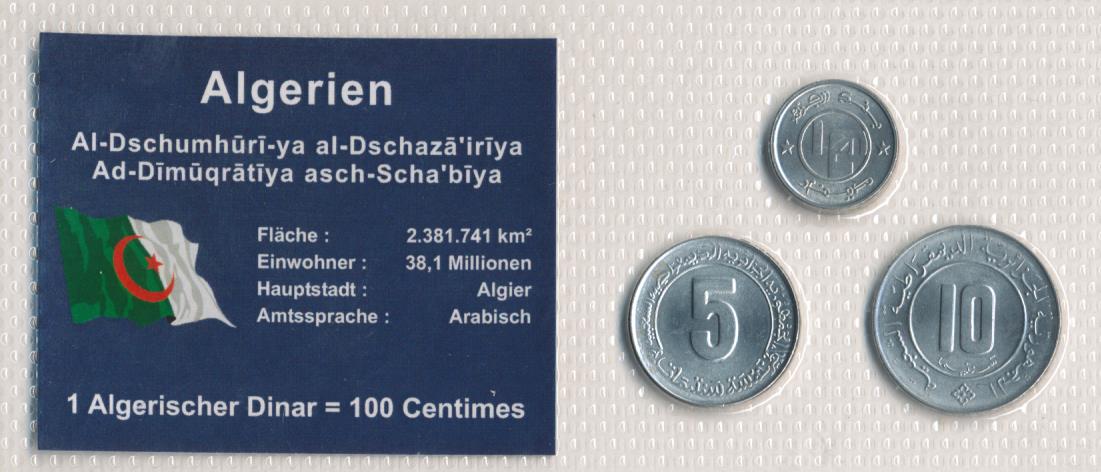 Algerien
Al-Dschumhūrī-ya al-Dschazā'irīya
Ad-Dīmūqrātīya asch-Scha'bīya
Fläche : 2.381.741 km²
Einwohner : 38,1 Millionen
Hauptstadt : Algier
Amtssprache : Arabisch
1 Algerischer Dinar = 100 Centimes
1/4
5
10